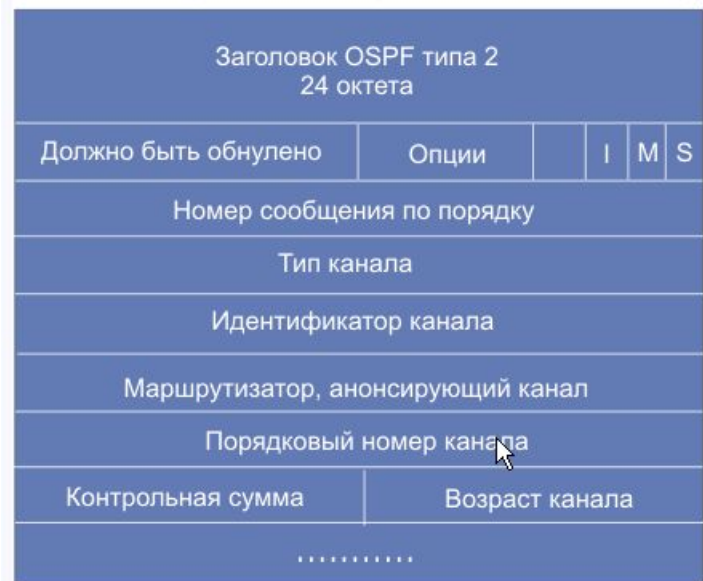 Заголовок OSPF типа 2
24 октета
Должно быть обнулено Опции I M S
Номер сообщения по порядку
Тип канала
Идентификатор канала
Маршрутизатор, анонсирующий канал
Порядковый номер канала
Контрольная сумма Возраст канала
...........